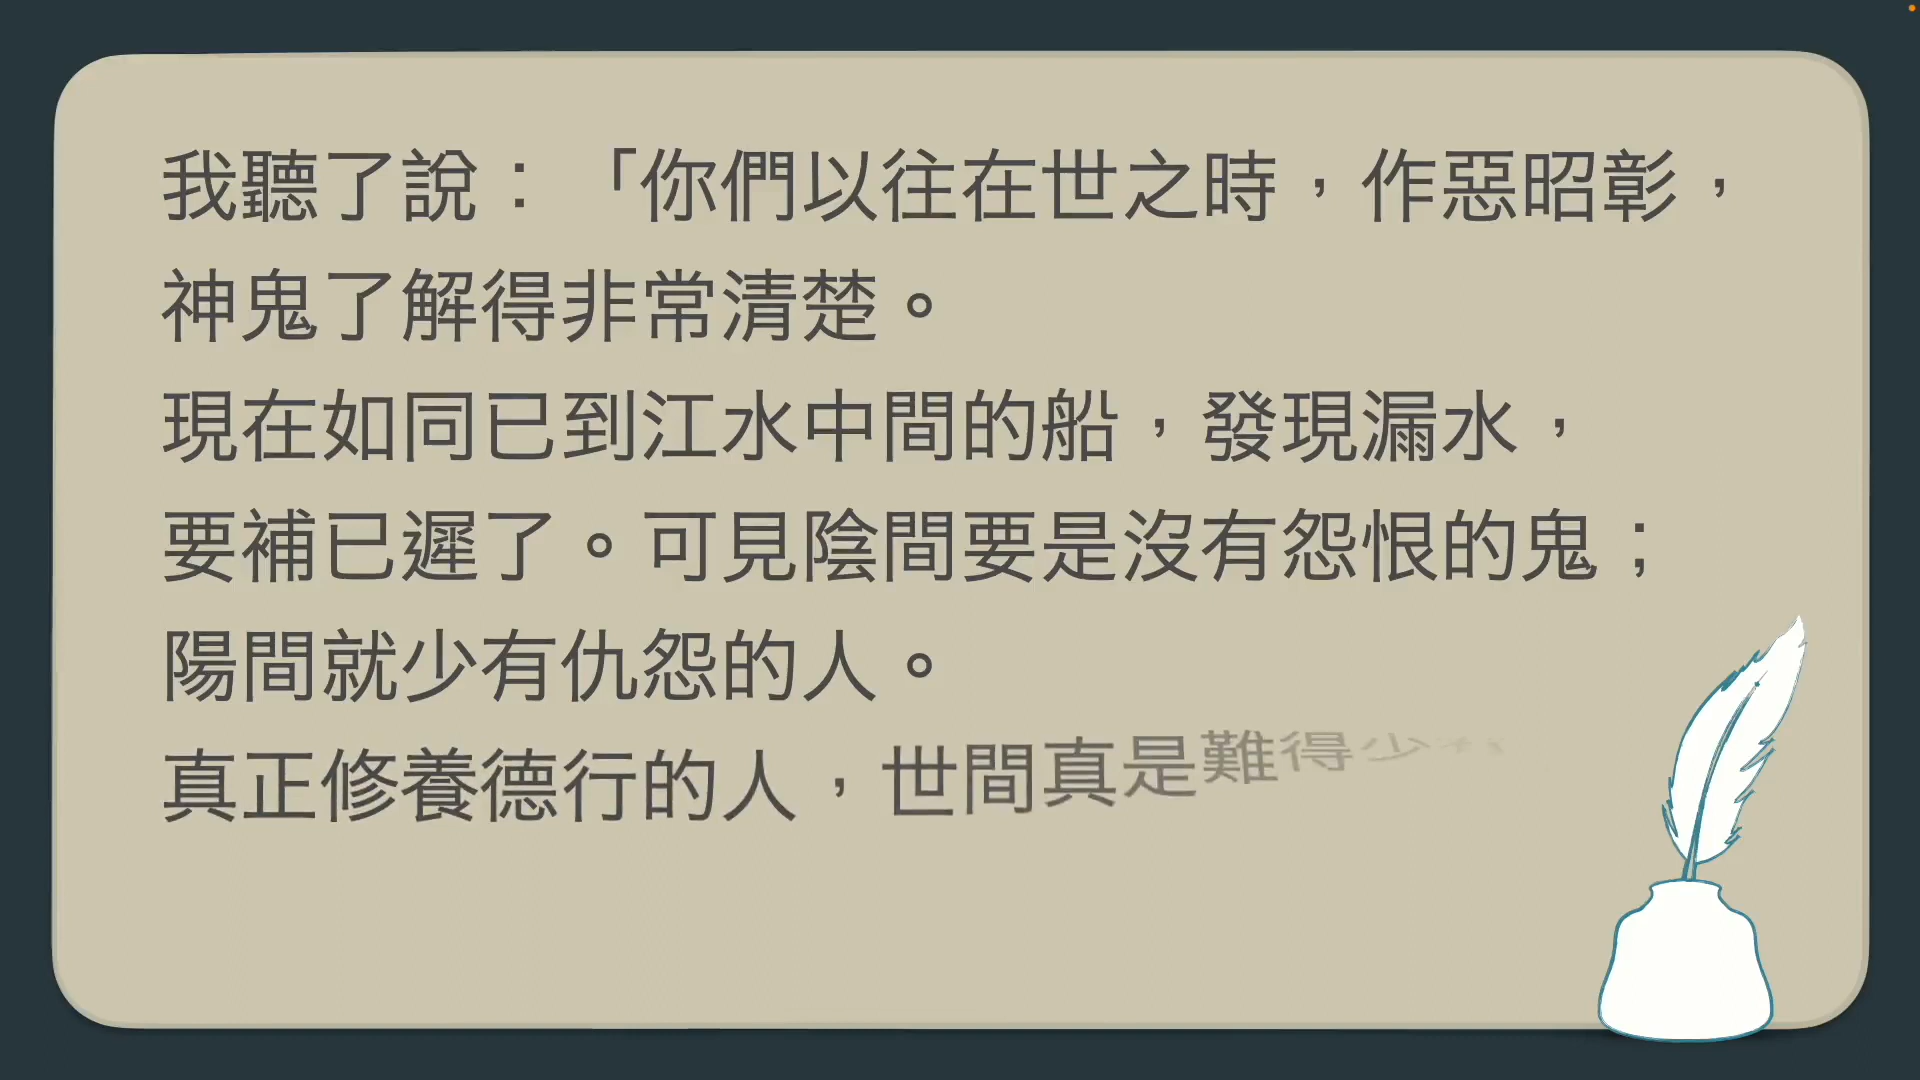 我聽了說：「你們以往在世之時，作惡昭彰，
神鬼了解得非常清楚。
現在如同已到江水中間的船，發現漏水，
要補已遲了。可見陰間要是沒有怨恨的鬼；
陽間就少有仇怨的人。
真正修養德行的人，世間真是難得少